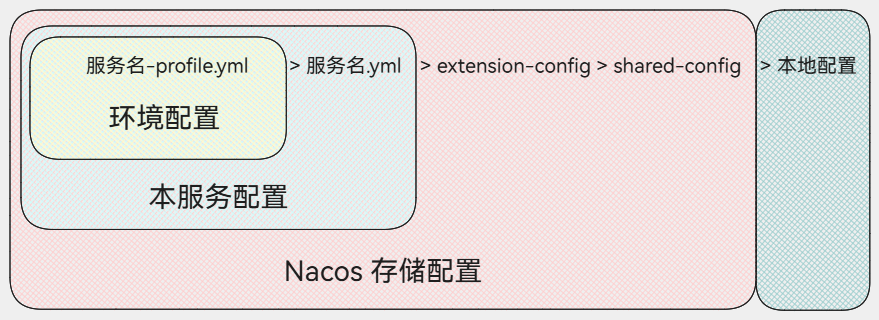 服务名-profile.yml > 服务名.yml > extension-config > shared-config > 本地配置
环境配置
本服务配置
Nacos 存储配置